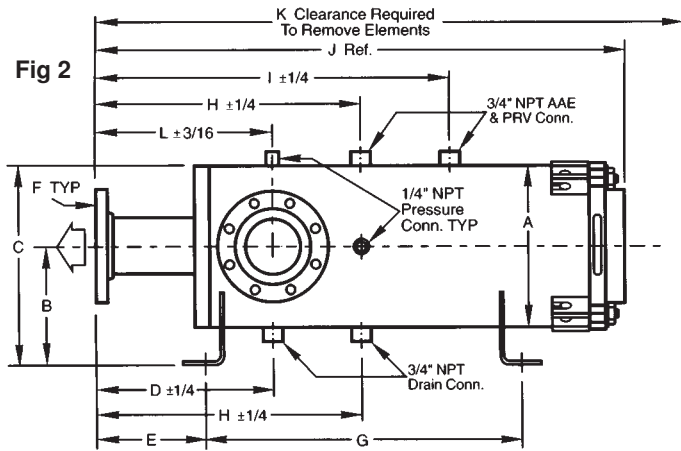 K Clearance Required
To Remove Elements
J Ref.
Fig 2
I ±1/4
H ±1/4
3/4" NPT AAE
& PRV Conn.
L ±3/16
F TYP
1/4" NPT
Pressure
Conn. TYP
A
C
B
3/4" NPT
Drain Conn.
D ±1/4
H ±1/4
E
G